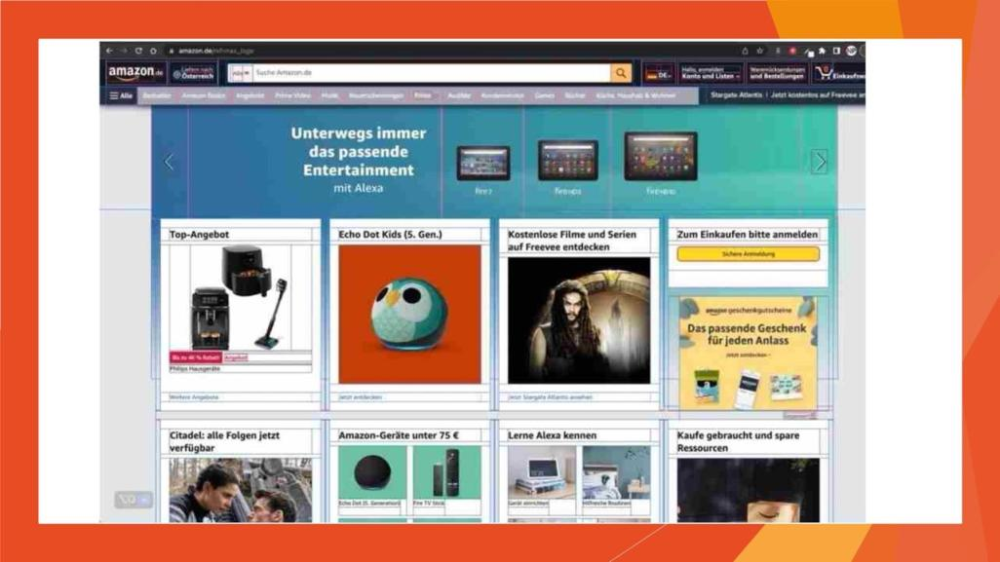 amazon.de/ref=nav_logo
amazon.de
Liefern nach
Österreich
Alle
Suche Amazon.de
DE
Hallo, anmelden
Konto und Listen
Warenrücksendungen
und Bestellungen
Einkaufswa
Alle
Bestseller
Amazon Basics
Angebote
Prime Video
Musik
Neuerscheinungen
Prime
Audible
Kundenservice
Games
Bücher
Küche, Haushalt & Wohnen
Stargate Atlantis | Jetzt kostenlos auf Freevee an
Unterwegs immer
das passende
Entertainment
mit Alexa
fire 7
fire HD 8
fire HD 10
Top-Angebot
Echo Dot Kids (5. Gen.)
Kostenlose Filme und Serien
auf Freevee entdecken
Zum Einkaufen bitte anmelden
Sichere Anmeldung
amazon geschenkgutscheine
Das passende Geschenk
für jeden Anlass
Jetzt entdecken
Bis zu 40 % Rabatt
Angebot
Philips Hausgeräte
Weitere Angebote
Jetzt entdecken
Jetzt Stargate Atlantis ansehen
Citadel: alle Folgen jetzt
verfügbar
Amazon-Geräte unter 75 €
Lerne Alexa kennen
Kaufe gebraucht und spare
Ressourcen
Echo Dot (5. Generation)
Fire TV Stick
Gerät einrichten
Hilfreiche Routinen